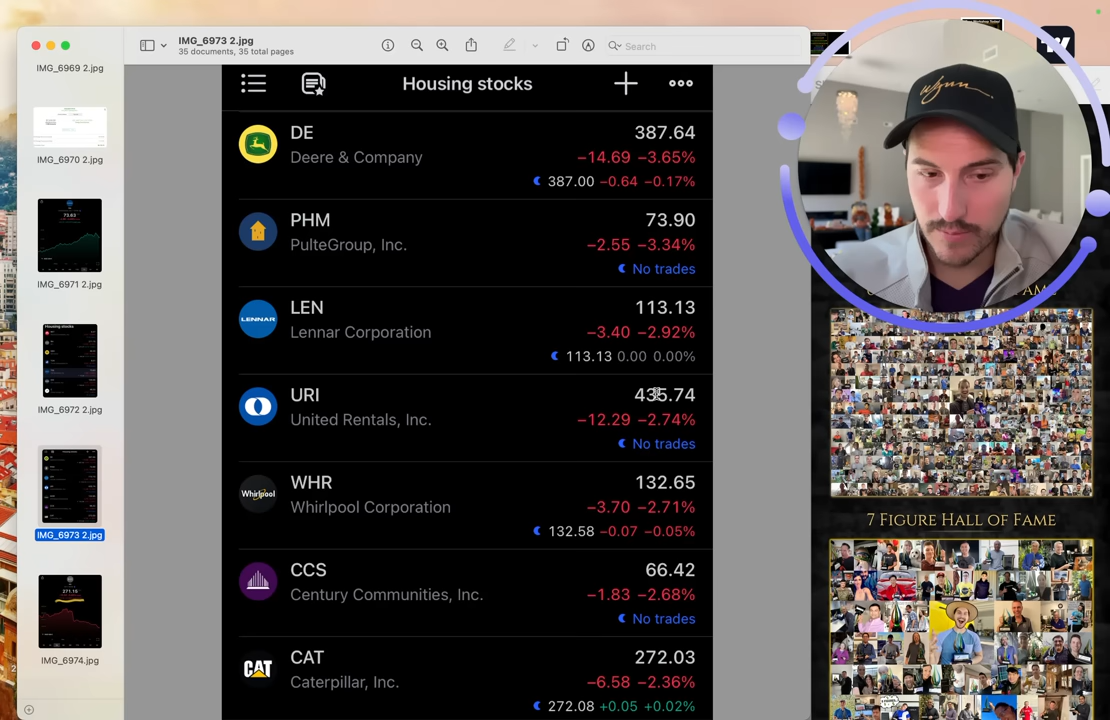 IMG_6973 2.jpg
35 documents, 35 total pages
Search
IMG_6969 2.jpg
IMG_6970 2.jpg
IMG_6971 2.jpg
IMG_6972 2.jpg
IMG_6973 2.jpg
IMG_6974.jpg
Housing stocks
DE 387.64
Deere & Company −14.69 −3.65%
387.00 −0.64 −0.17%
PHM 73.90
PulteGroup, Inc. −2.55 −3.34%
No trades
LENNAR
LEN 113.13
Lennar Corporation −3.40 −2.92%
113.13 0.00 0.00%
URI 435.74
United Rentals, Inc. −12.29 −2.74%
No trades
Whirlpool
WHR 132.65
Whirlpool Corporation −3.70 −2.71%
132.58 −0.07 −0.05%
CCS 66.42
Century Communities, Inc. −1.83 −2.68%
No trades
CAT
CAT 272.03
Caterpillar, Inc. −6.58 −2.36%
272.08 +0.05 +0.02%
Wynn
7 Figure Hall of Fame